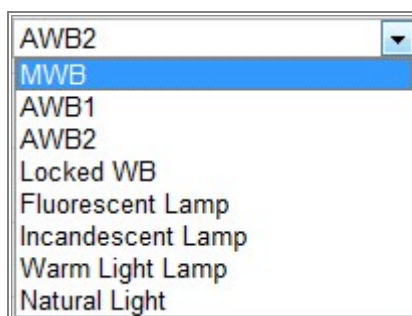 AWB2
MWB
AWB1
AWB2
Locked WB
Fluorescent Lamp
Incandescent Lamp
Warm Light Lamp
Natural Light